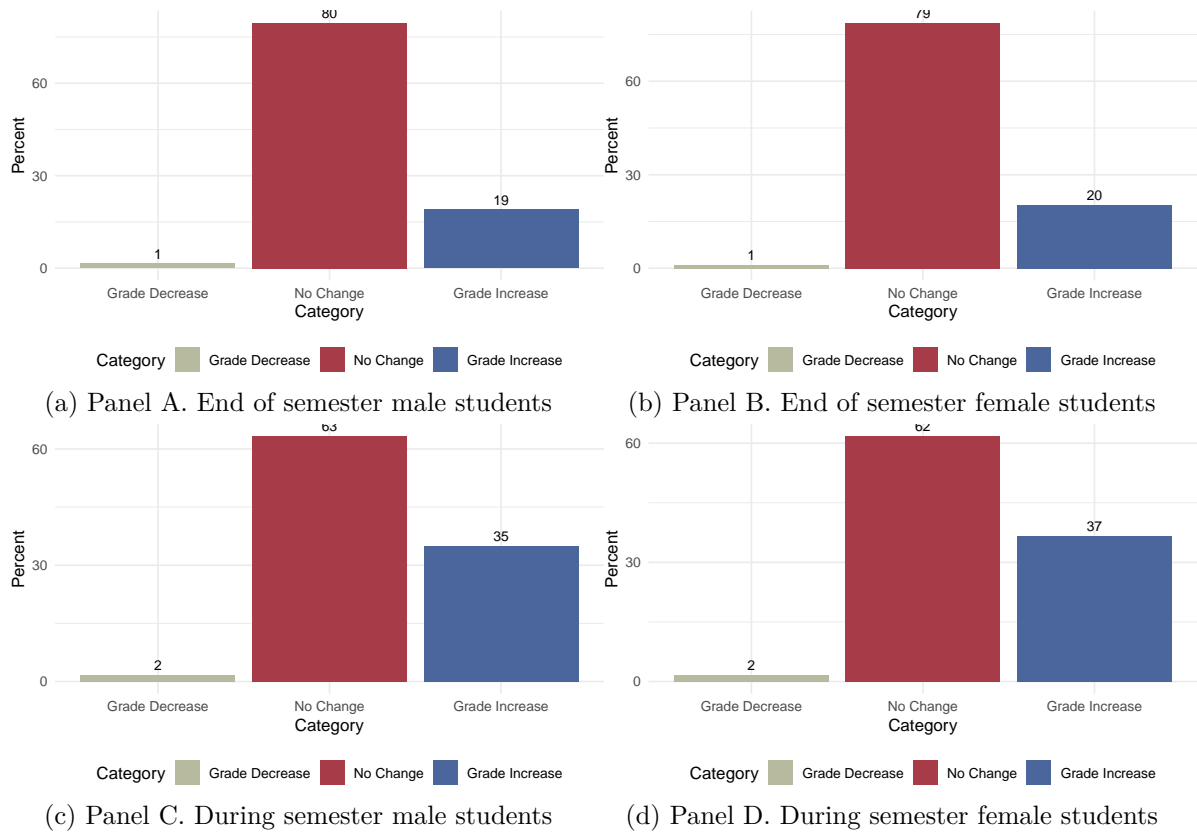 80
60
30
0
Percent
1
19
Grade Decrease No Change Grade Increase
Category
Category Grade Decrease No Change Grade Increase
(a) Panel A. End of semester male students
79
60
30
0
Percent
1
20
Grade Decrease No Change Grade Increase
Category
Category Grade Decrease No Change Grade Increase
(b) Panel B. End of semester female students
63
60
30
0
Percent
2
35
Grade Decrease No Change Grade Increase
Category
Category Grade Decrease No Change Grade Increase
(c) Panel C. During semester male students
62
60
30
0
Percent
2
37
Grade Decrease No Change Grade Increase
Category
Category Grade Decrease No Change Grade Increase
(d) Panel D. During semester female students